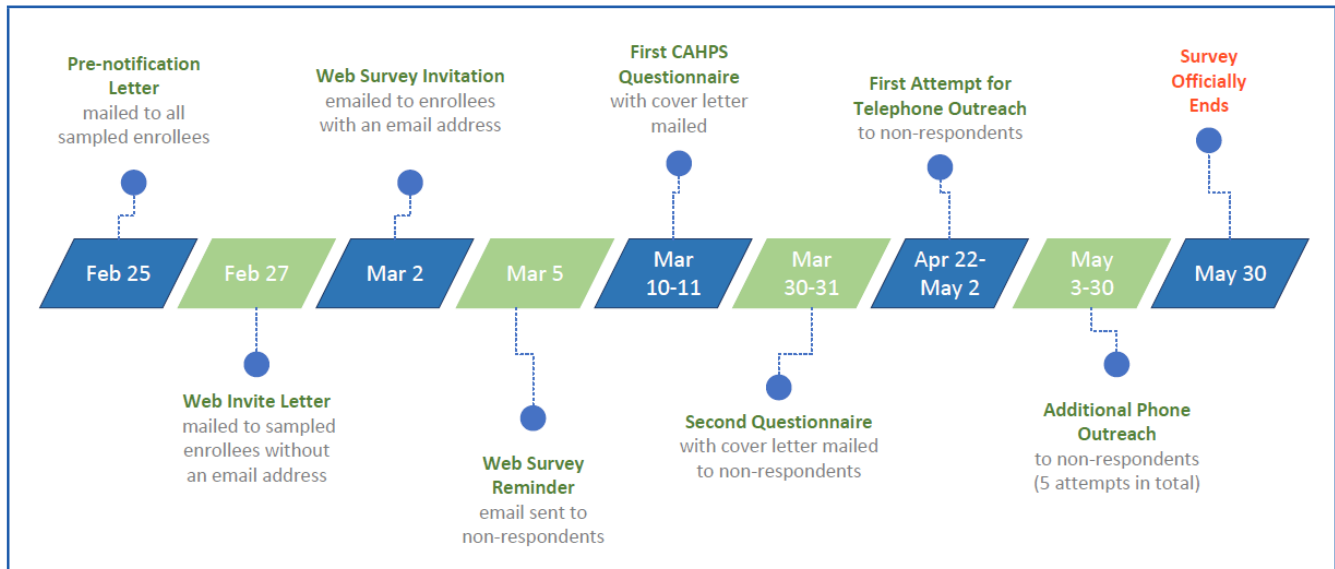 Pre-notification
Letter
mailed to all
sampled enrollees
Web Survey Invitation
emailed to enrollees
with an email address
First CAHPS
Questionnaire
with cover letter
mailed
First Attempt for
Telephone Outreach
to non-respondents
Survey
Officially
Ends
Feb 25
Feb 27
Mar 2
Mar 5
Mar
10-11
Mar
30-31
Apr 22-
May 2
May
3-30
May 30
Web Invite Letter
mailed to sampled
enrollees without
an email address
Web Survey
Reminder
email sent to
non-respondents
Second Questionnaire
with cover letter mailed
to non-respondents
Additional Phone
Outreach
to non-respondents
(5 attempts in total)